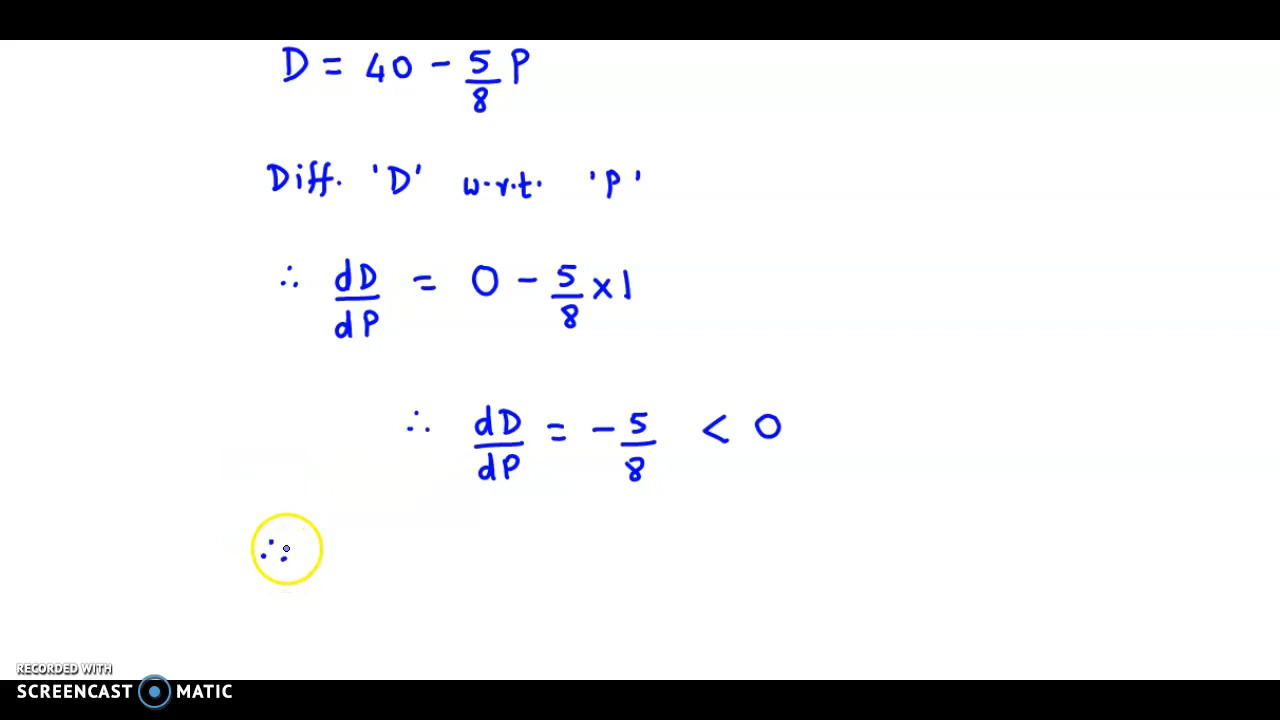 D = 40 - 5/8 P
Diff. 'D' w.r.t. 'P'
∴ dD/dP = 0 - 5/8 × 1
∴ dD/dP = - 5/8 < 0
∴
RECORDED WITH
SCREENCAST MATIC